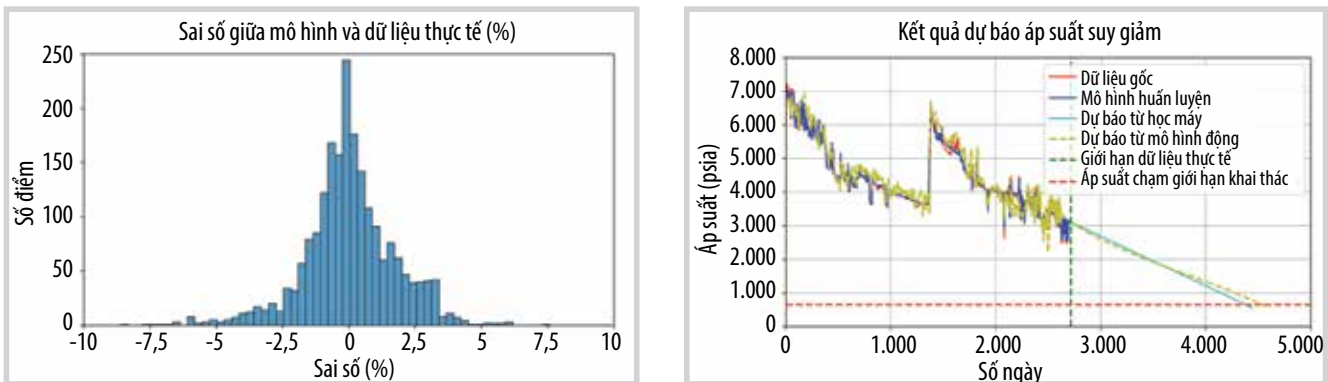 Sai số giữa mô hình và dữ liệu thực tế (%)
250
200
150
100
50
0
Số điểm
-10
-7,5
-5
-2,5
0
2,5
5
7,5
10
Sai số (%)
Kết quả dự báo áp suất suy giảm
8.000
7.000
6.000
5.000
4.000
3.000
2.000
1.000
0
Áp suất (psia)
Dữ liệu gốc
Mô hình huấn luyện
Dự báo từ học máy
Dự báo từ mô hình động
Giới hạn dữ liệu thực tế
Áp suất chạm giới hạn khai thác
0
1.000
2.000
3.000
4.000
5.000
Số ngày